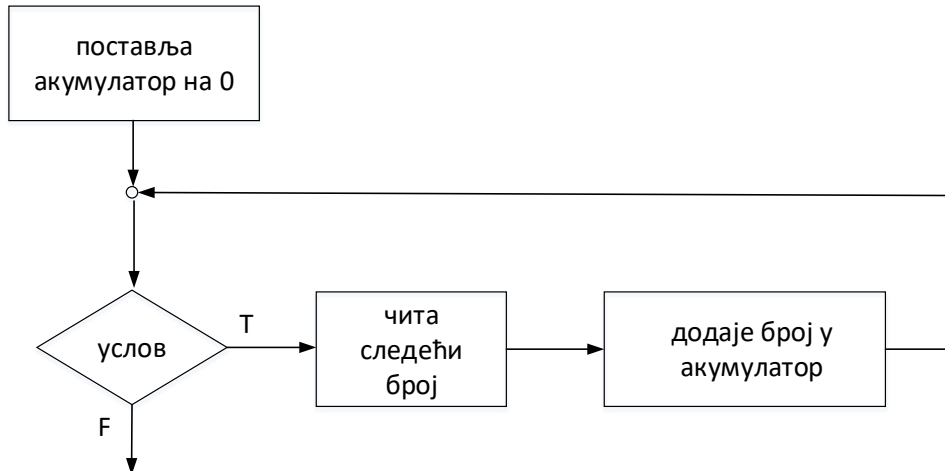 поставља
акумулатор на 0
услов
T
чита
следећи
број
додаје број у
акумулатор
F